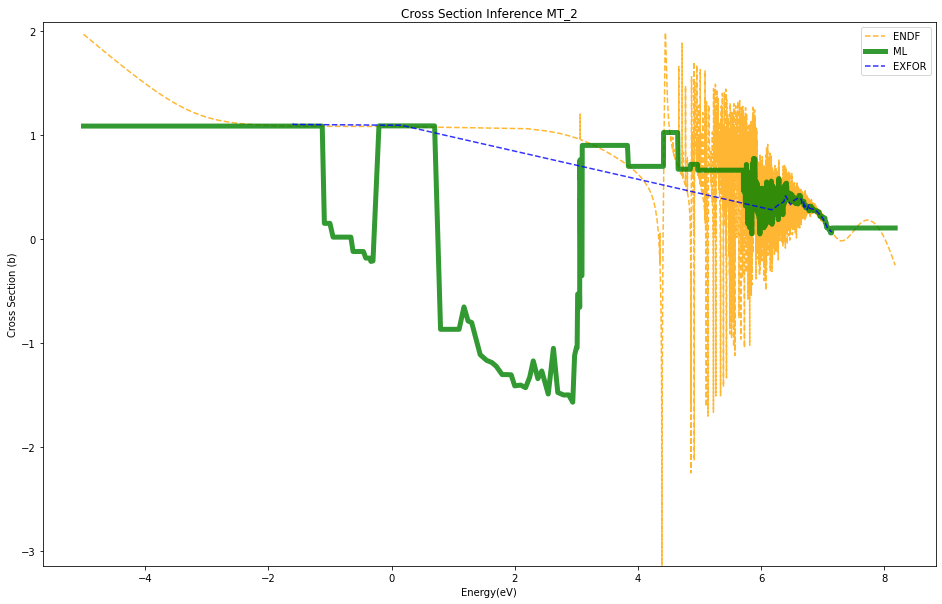 Cross Section Inference MT_2
ENDF
ML
EXFOR
Cross Section (b)
2
1
0
−1
−2
−3
−4
−2
0
2
4
6
8
Energy(eV)